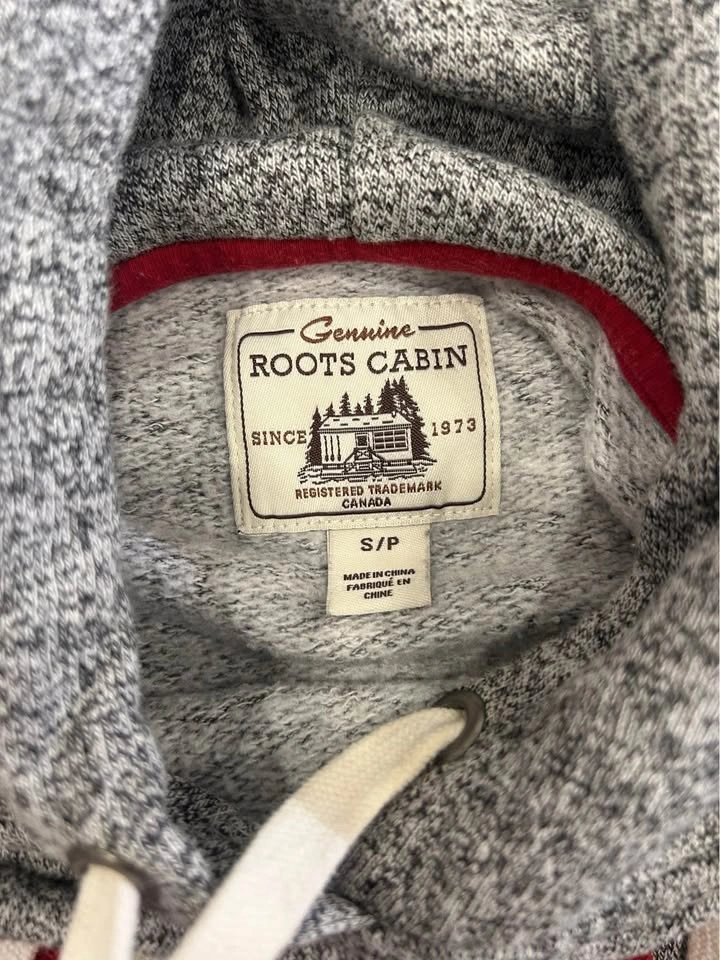 Genuine
ROOTS CABIN
SINCE 1973
REGISTERED TRADEMARK
CANADA
S/P
MADE IN CHINA
FABRIQUÉ EN
CHINE